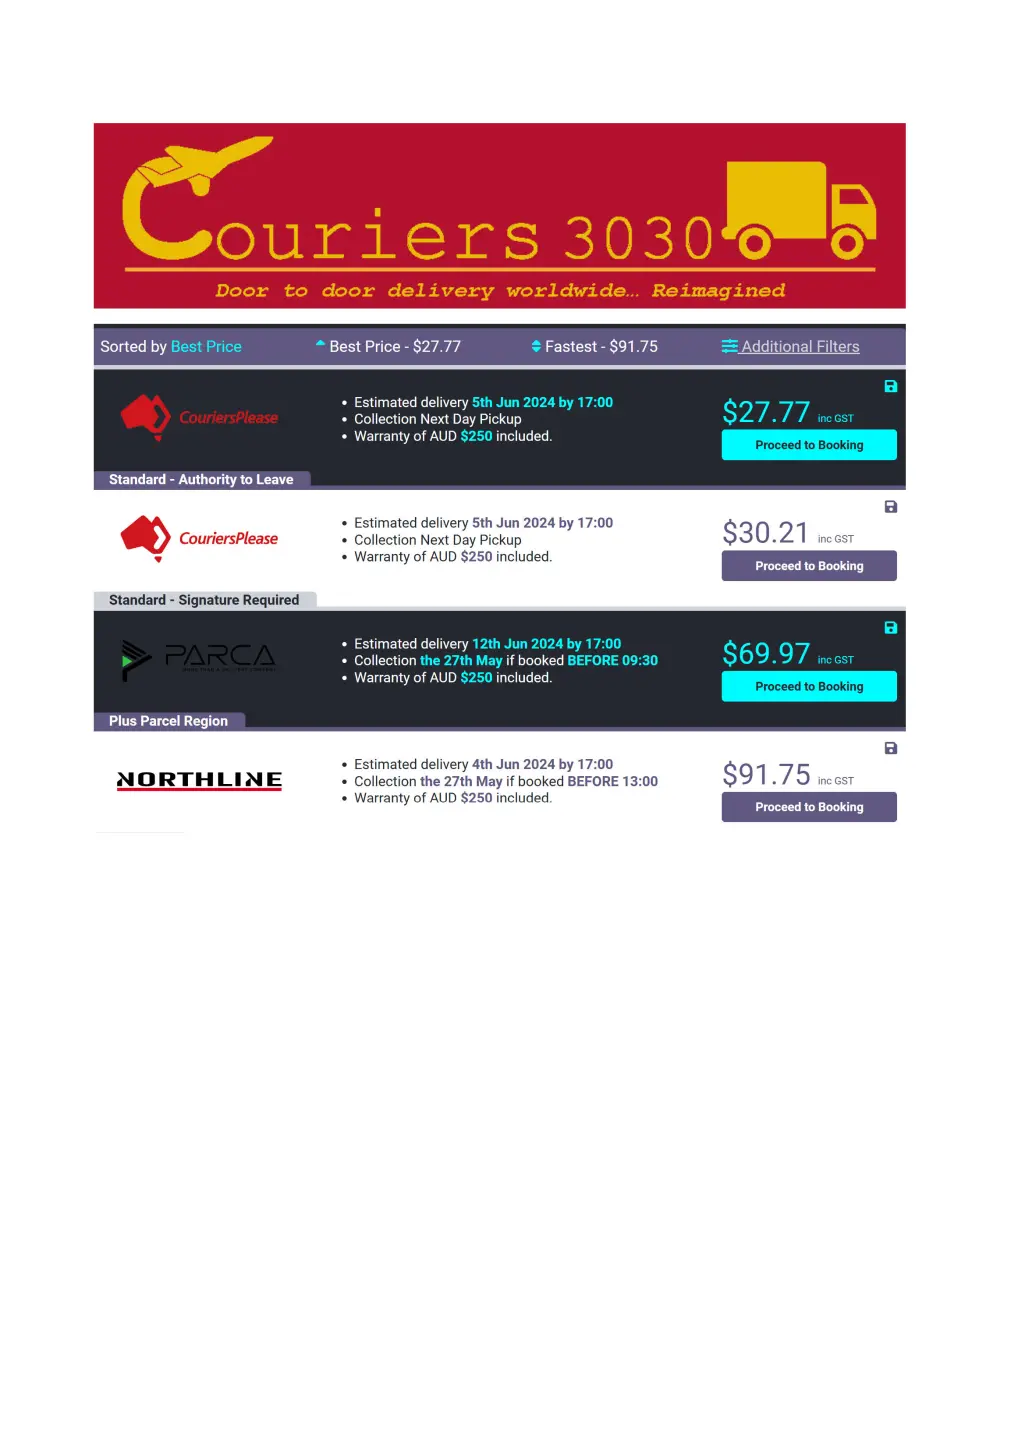 Couriers 3030
Door to door delivery worldwide... Reimagined
Sorted by Best Price
Best Price - $27.77
Fastest - $91.75
Additional Filters
CouriersPlease
Estimated delivery 5th Jun 2024 by 17:00
Collection Next Day Pickup
Warranty of AUD $250 included.
$27.77 inc GST
Proceed to Booking
Standard - Authority to Leave
CouriersPlease
Estimated delivery 5th Jun 2024 by 17:00
Collection Next Day Pickup
Warranty of AUD $250 included.
$30.21 inc GST
Proceed to Booking
Standard - Signature Required
PARCA
Estimated delivery 12th Jun 2024 by 17:00
Collection the 27th May if booked BEFORE 09:30
Warranty of AUD $250 included.
$69.97 inc GST
Proceed to Booking
Plus Parcel Region
NORTHLINE
Estimated delivery 4th Jun 2024 by 17:00
Collection the 27th May if booked BEFORE 13:00
Warranty of AUD $250 included.
$91.75 inc GST
Proceed to Booking